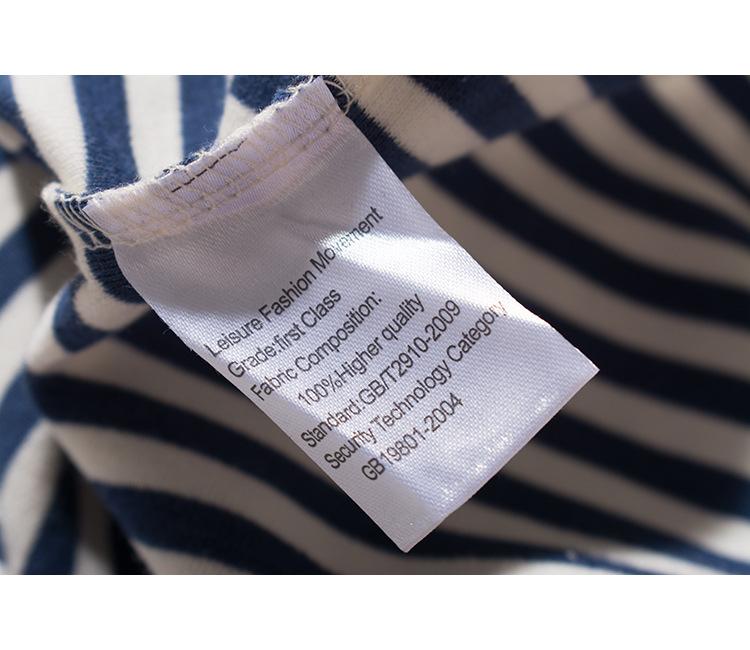 Leisure Fashion Movement
Grade:first Class
Fabric Composition:
100%Higher quality
Standard:GB/T2910-2009
Security Technology Category
GB19801-2004